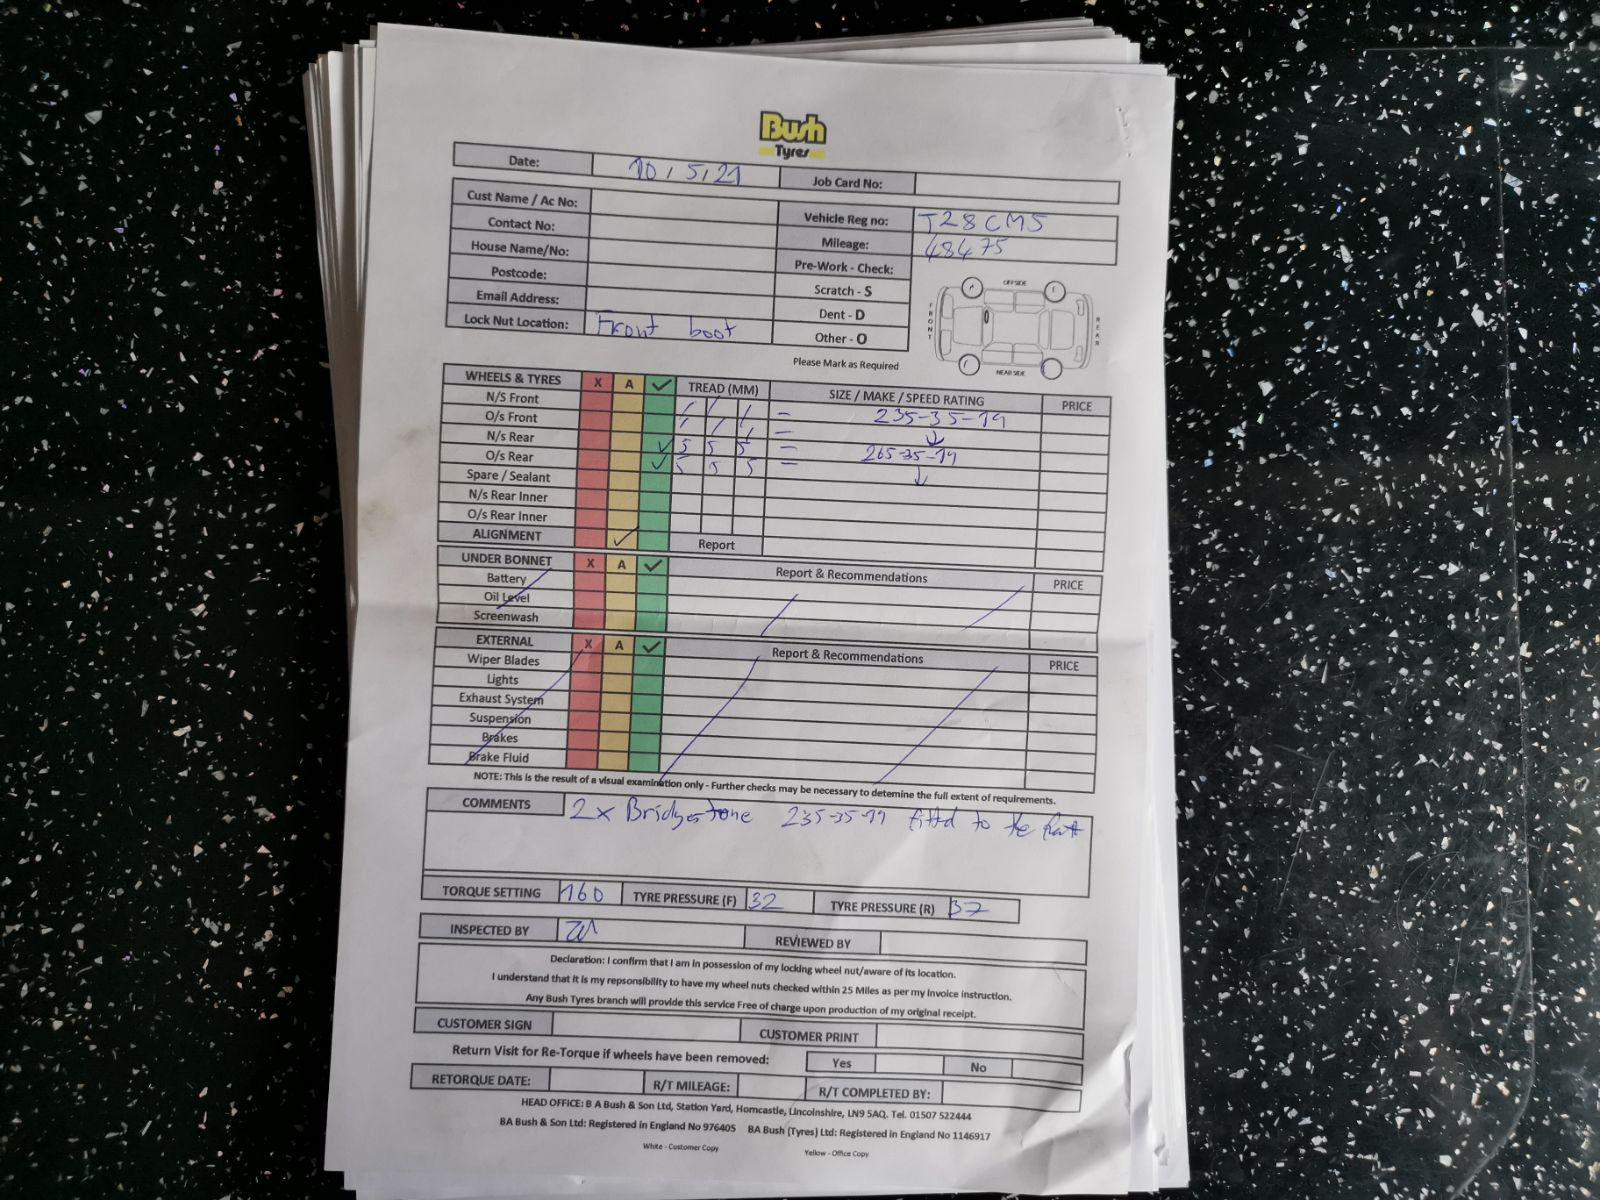 Bush
Tyres
Date: 10/5/21 Job Card No:
Cust Name / Ac No:
Contact No: Vehicle Reg no: T28CMS
House Name/No: Mileage: 48475
Postcode: Pre-Work - Check:
Email Address: Scratch - S
Lock Nut Location: Front boot Dent - D
Other - O
Please Mark as Required
OFFSIDE
FRONT
REAR
NEARSIDE
WHEELS & TYRES X A ✓ TREAD (MM) SIZE / MAKE / SPEED RATING PRICE
N/S Front / / / = 235-35-19
O/s Front / / / = ↓
N/s Rear ✓ 5 5 5 = 265-35-19
O/s Rear ✓ 5 5 5 = ↓
Spare / Sealant
N/s Rear Inner
O/s Rear Inner
ALIGNMENT ✓ Report
UNDER BONNET X A ✓ Report & Recommendations PRICE
Battery
Oil Level
Screenwash
EXTERNAL X A ✓ Report & Recommendations PRICE
Wiper Blades
Lights
Exhaust System
Suspension
Brakes
Brake Fluid
NOTE: This is the result of a visual examination only - Further checks may be necessary to detemine the full extent of requirements.
COMMENTS 2x Bridgestone 235-35-19 fittd to the
TORQUE SETTING 160 TYRE PRESSURE (F) 32 TYRE PRESSURE (R) 37
INSPECTED BY REVIEWED BY
Declaration: I confirm that I am in possession of my locking wheel nut/aware of its location.
I understand that it is my repsonsibility to have my wheel nuts checked within 25 Miles as per my invoice instruction.
Any Bush Tyres branch will provide this service Free of charge upon production of my original receipt.
CUSTOMER SIGN CUSTOMER PRINT
Return Visit for Re-Torque if wheels have been removed: Yes No
RETORQUE DATE: R/T MILEAGE: R/T COMPLETED BY:
HEAD OFFICE: B A Bush & Son Ltd, Station Yard, Horncastle, Lincolnshire, LN9 5AQ. Tel. 01507 522444
BA Bush & Son Ltd: Registered in England No 976405 BA Bush (Tyres) Ltd: Registered in England No 1146917
White - Customer Copy Yellow - Office Copy